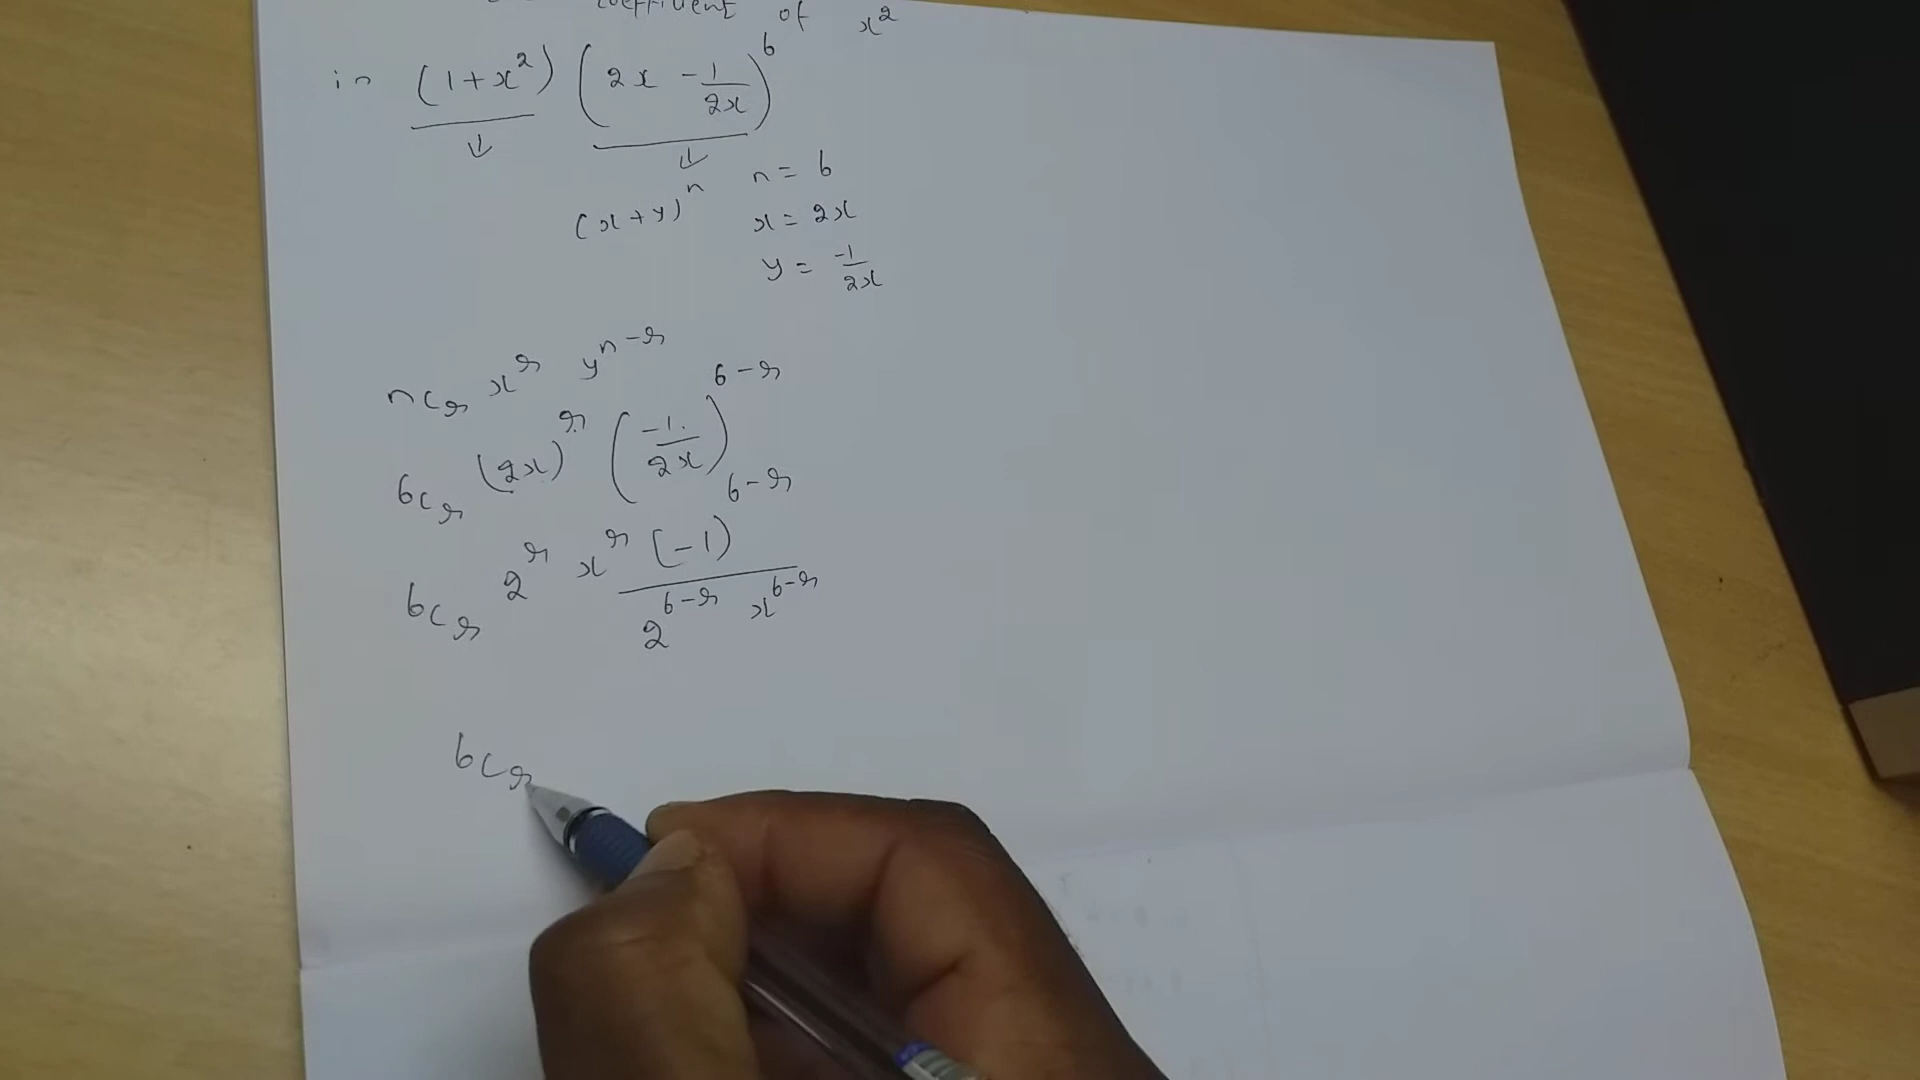 coefficient of x²
in (1+x²) (2x - 1/2x)⁶
(x+y)ⁿ n = 6
x = 2x
y = -1/2x
nCr xʳ yⁿ⁻ʳ
6Cr (2x)ʳ (-1/2x)⁶⁻ʳ
6Cr 2ʳ xʳ (-1)⁶⁻ʳ / 2⁶⁻ʳ x⁶⁻ʳ
6Cr